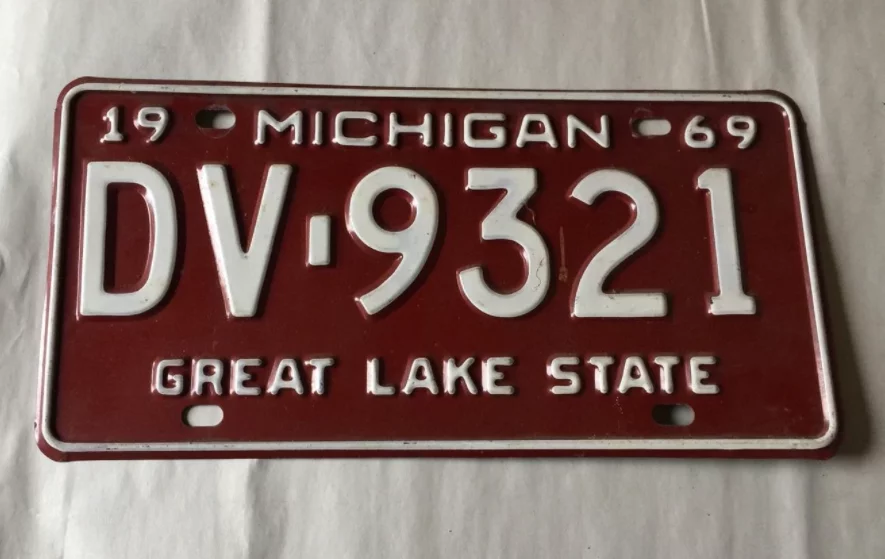 19 MICHIGAN 69
DV-9321
GREAT LAKE STATE